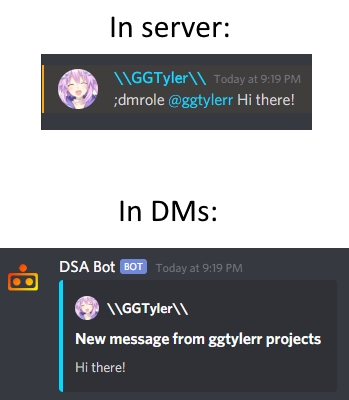 In server:
\\GGTyler\\ Today at 9:19 PM
;dmrole @ggtylerr Hi there!
In DMs:
DSA Bot BOT Today at 9:19 PM
\\GGTyler\\
New message from ggtylerr projects
Hi there!